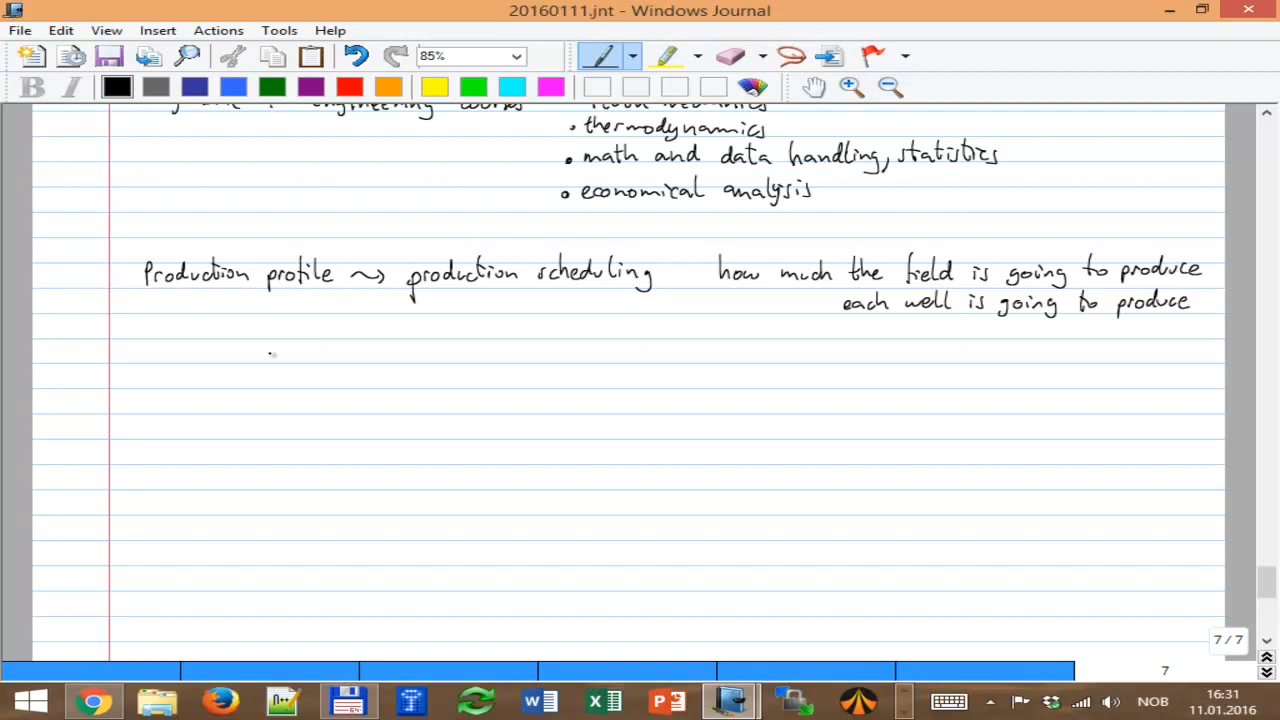 20160111.jnt - Windows Journal
File Edit View Insert Actions Tools Help
85%
B I
engineering
• thermodynamics
• math and data handling, statistics
• economical analysis
Production profile ⤳ production scheduling how much the field is going to produce
each well is going to produce
7 / 7
7
NOB
16:31
11.01.2016